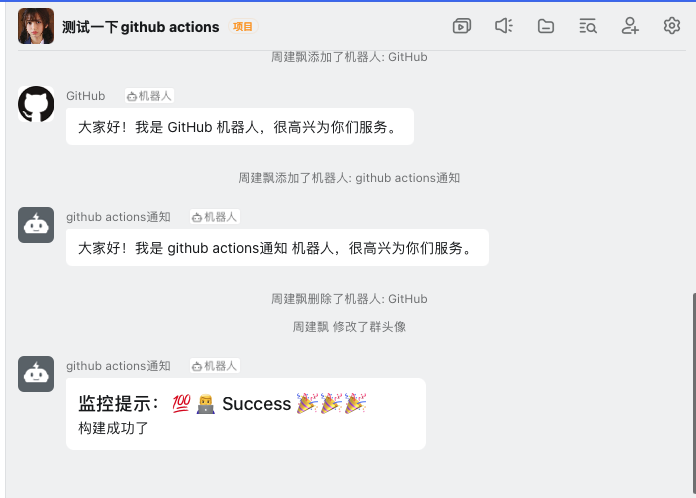 测试一下github actions 项目
周建飘添加了机器人: GitHub
GitHub 机器人
大家好！我是 GitHub 机器人，很高兴为你们服务。
周建飘添加了机器人: github actions通知
github actions通知 机器人
大家好！我是 github actions通知 机器人，很高兴为你们服务。
周建飘删除了机器人: GitHub
周建飘 修改了群头像
github actions通知 机器人
监控提示： 💯 👨‍💻 Success 🎉🎉🎉
构建成功了